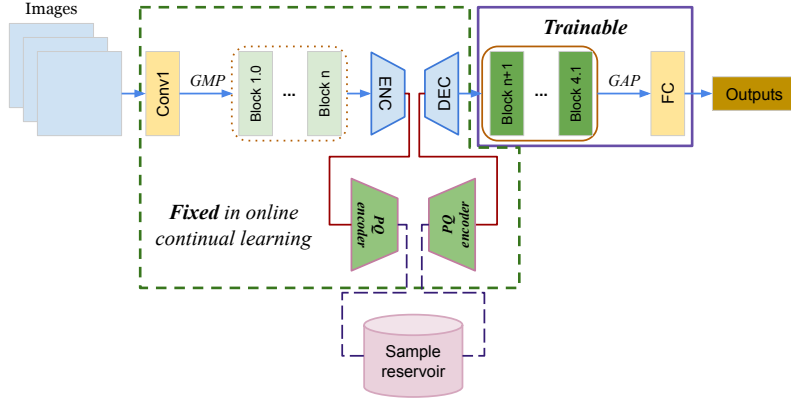 Images
Conv1
GMP
Block 1.0
...
Block n
ENC
DEC
Trainable
Block n+1
...
Block 4.1
GAP
FC
Outputs
Fixed in online
continual learning
PQ
encoder
PQ
encoder
Sample
reservoir